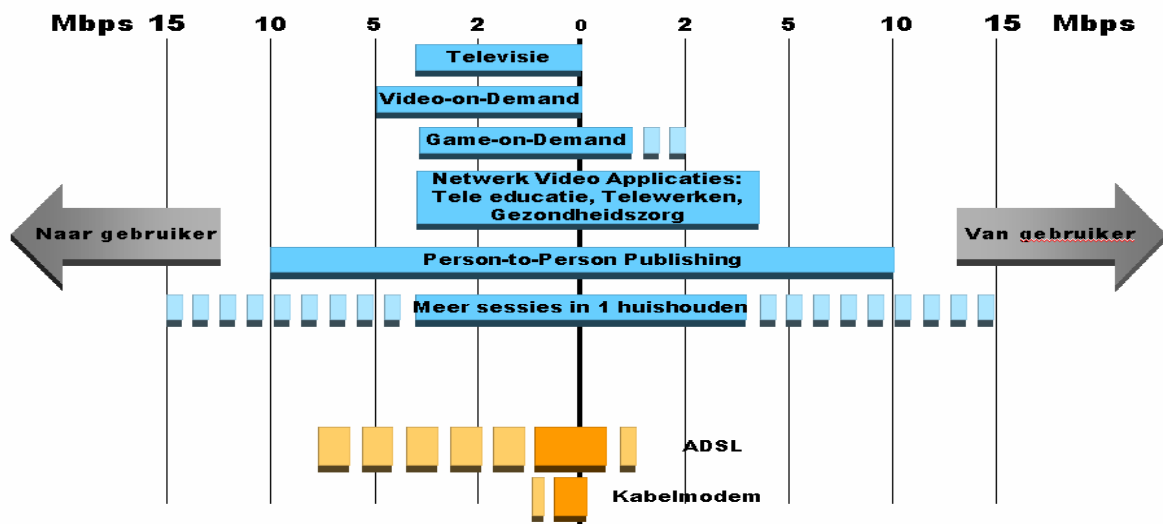 Mbps 15 10 5 2 0 2 5 10 15 Mbps
Televisie
Video-on-Demand
Game-on-Demand
Netwerk Video Applicaties:
Tele educatie, Telewerken,
Gezondheidszorg
Naar gebruiker
Van gebruiker
Person-to-Person Publishing
Meer sessies in 1 huishouden
ADSL
Kabelmodem